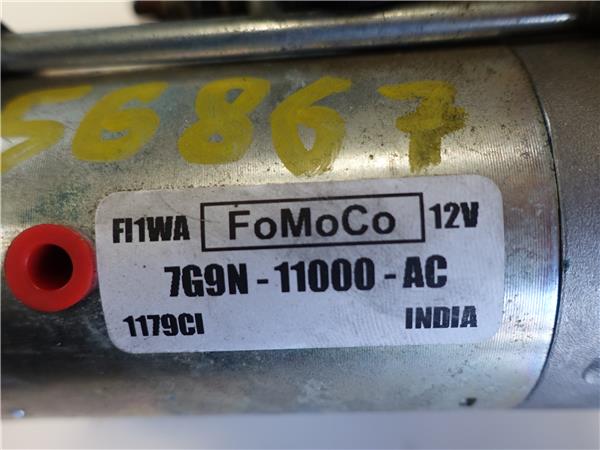 56867
FI1WA FoMoCo 12V
7G9N - 11000 - AC
1179CI INDIA